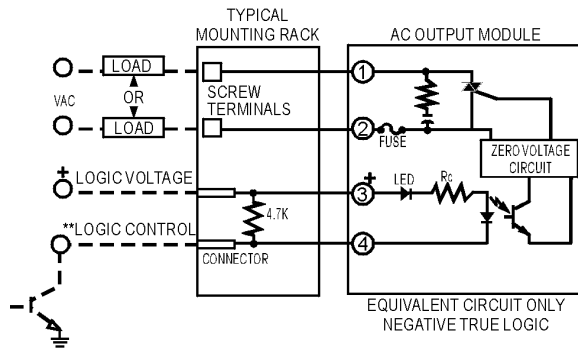 TYPICAL
MOUNTING RACK
AC OUTPUT MODULE
LOAD
OR
LOAD
VAC
SCREW
TERMINALS
1
2
FUSE
ZERO VOLTAGE
CIRCUIT
+
LOGIC VOLTAGE
4.7K
+
3
LED
RC
**LOGIC CONTROL
CONNECTOR
4
EQUIVALENT CIRCUIT ONLY
NEGATIVE TRUE LOGIC